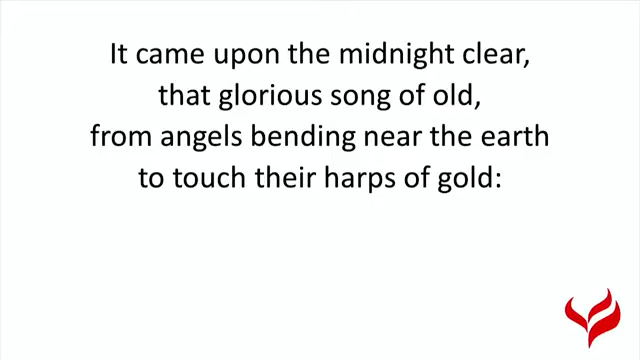 It came upon the midnight clear,
that glorious song of old,
from angels bending near the earth
to touch their harps of gold: